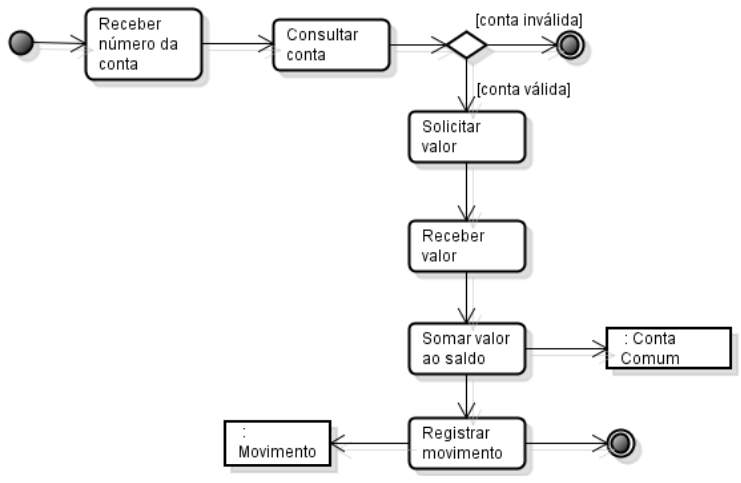 Receber
número da
conta
Consultar
conta
[conta inválida]
[conta válida]
Solicitar
valor
Receber
valor
Somar valor
ao saldo
: Conta
Comum
Registrar
movimento
:
Movimento